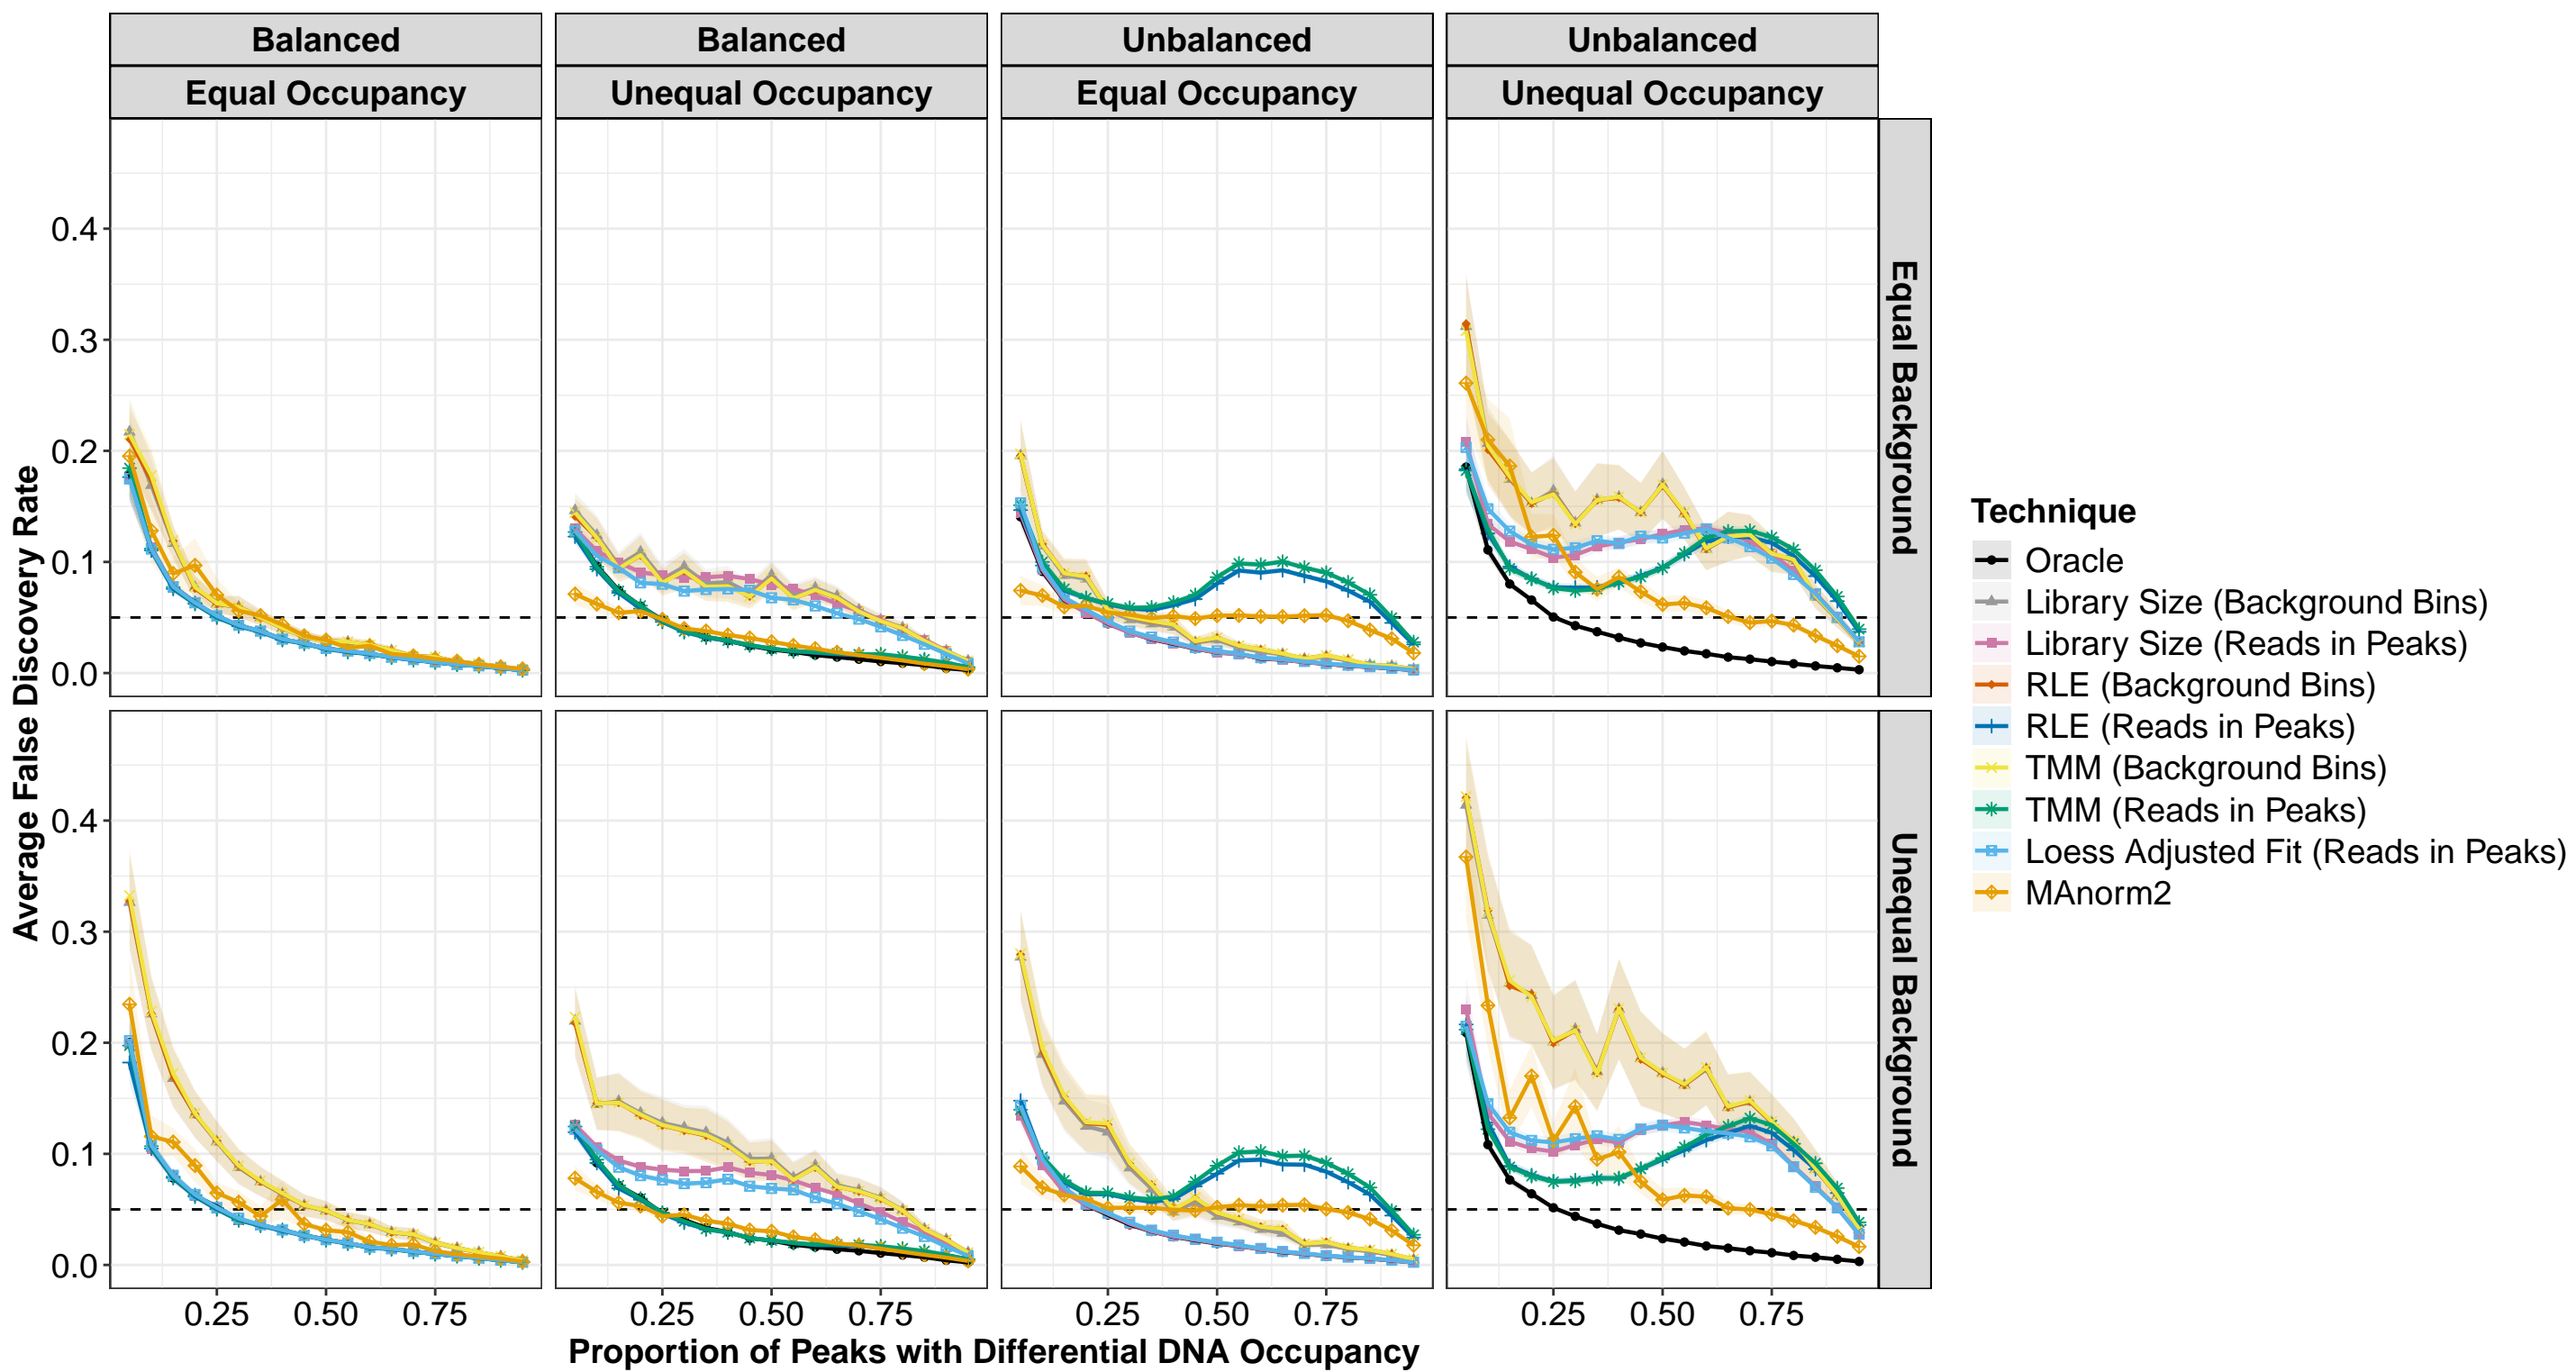 Balanced
Balanced
Unbalanced
Unbalanced
Equal Occupancy
Unequal Occupancy
Equal Occupancy
Unequal Occupancy
Equal Background
Unequal Background
Average False Discovery Rate
0.4
0.3
0.2
0.1
0.0
0.4
0.3
0.2
0.1
0.0
0.25 0.50 0.75
0.25 0.50 0.75
0.25 0.50 0.75
0.25 0.50 0.75
Proportion of Peaks with Differential DNA Occupancy
Technique
Oracle
Library Size (Background Bins)
Library Size (Reads in Peaks)
RLE (Background Bins)
RLE (Reads in Peaks)
TMM (Background Bins)
TMM (Reads in Peaks)
Loess Adjusted Fit (Reads in Peaks)
MAnorm2